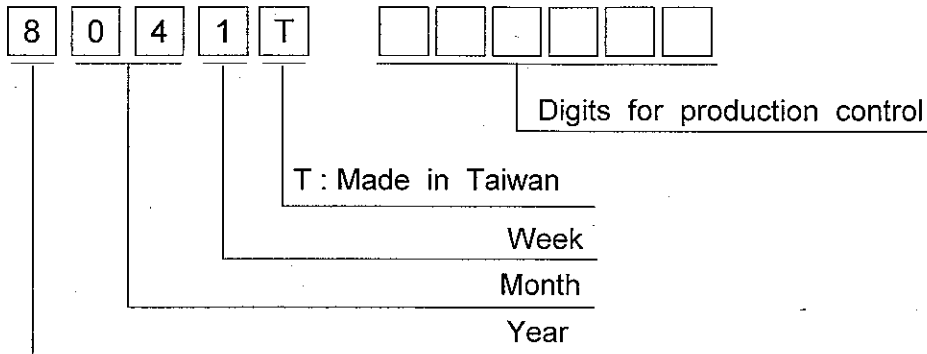 8 0 4 1 T
Digits for production control
T : Made in Taiwan
Week
Month
Year